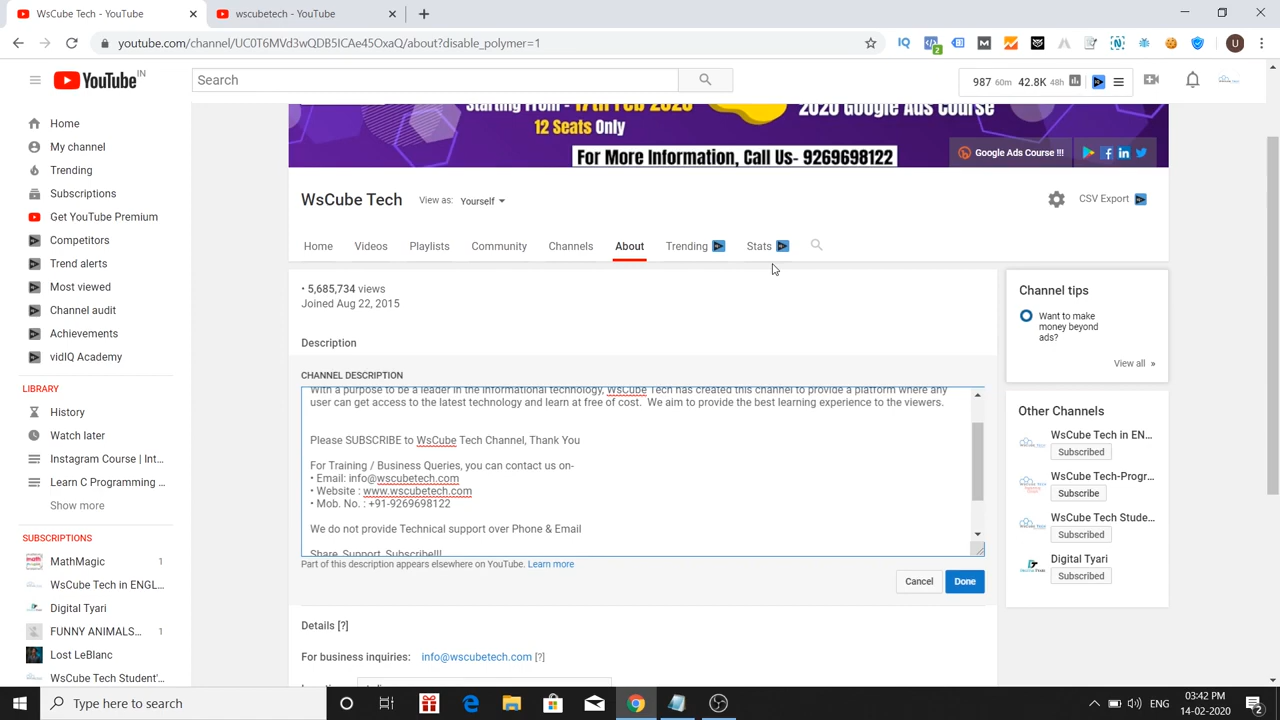 WsCube Tech - YouTube
wscubetech - YouTube
youtube.com/channel/UC0T6MVd3wQDB5ICAe45OxaQ/about?disable_polymer=1
2
U
YouTube IN
Search
987 60m 42.8K 48h
Starting From - 17th Feb 2020
2020 Google Ads Course
12 Seats Only
For More Information, Call Us- 9269698122
Google Ads Course !!!
Home
My channel
Trending
Subscriptions
Get YouTube Premium
Competitors
Trend alerts
Most viewed
Channel audit
Achievements
vidIQ Academy
LIBRARY
History
Watch later
Instagram Course | Int...
Learn C Programming ...
Show more
SUBSCRIPTIONS
MathMagic 1
WsCube Tech in ENGL...
Digital Tyari
FUNNY ANIMALS... 1
Lost LeBlanc
WsCube Tech Student'...
WsCube Tech
View as: Yourself
CSV Export
Home Videos Playlists Community Channels About Trending Stats
• 5,685,734 views
Joined Aug 22, 2015
Description
CHANNEL DESCRIPTION
With a purpose to be a leader in the informational technology, WsCube Tech has created this channel to provide a platform where any
user can get access to the latest technology and learn at free of cost. We aim to provide the best learning experience to the viewers.
Please SUBSCRIBE to WsCube Tech Channel, Thank You
For Training / Business Queries, you can contact us on-
• Email: info@wscubetech.com
• Website : www.wscubetech.com
• Mob. No. : +91-9269698122
We do not provide Technical support over Phone & Email
Share, Support, Subscribe!!!
Part of this description appears elsewhere on YouTube. Learn more
Cancel Done
Details [?]
For business inquiries: info@wscubetech.com [?]
Channel tips
Want to make
money beyond
ads?
View all »
Other Channels
WsCube Tech in EN...
Subscribed
WsCube Tech-Progr...
Subscribe
WsCube Tech Stude...
Subscribed
Digital Tyari
Subscribed
Type here to search
ENG
03:42 PM
14-02-2020
2